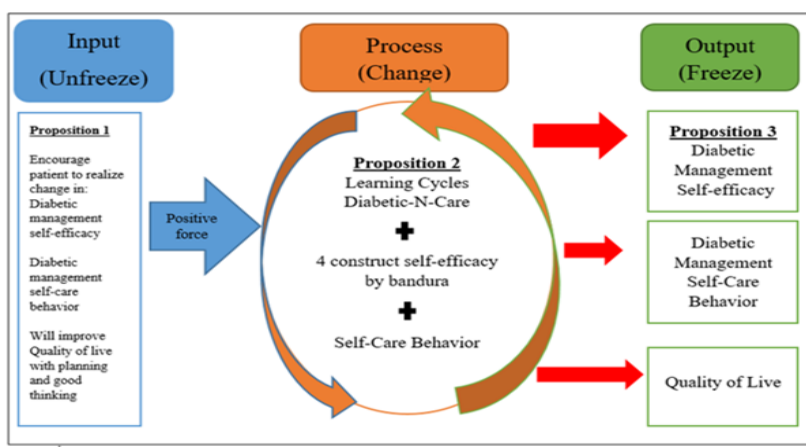 Input
(Unfreeze)
Process
(Change)
Output
(Freeze)
Proposition 1
Encourage
patient to realize
change in:
Diabetic
management
self-efficacy
Diabetic
management
self-care
behavior
Will improve
Quality of live
with planning
and good
thinking
Positive
force
Proposition 2
Learning Cycles
Diabetic-N-Care
+
4 construct self-efficacy
by bandura
+
Self-Care Behavior
Proposition 3
Diabetic
Management
Self-efficacy
Diabetic
Management
Self-Care
Behavior
Quality of Live